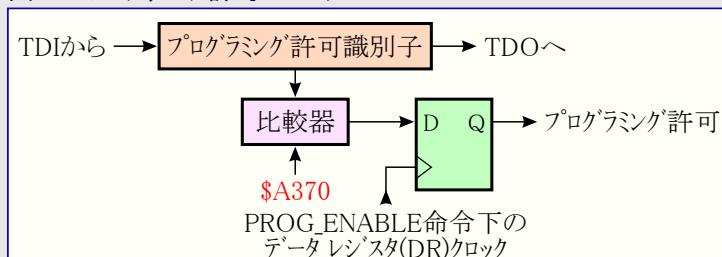 TDIから
プログラミング許可識別子
TDOへ
比較器
D Q
プログラミング許可
$A370
PROG_ENABLE命令下の
データ レジスタ(DR)クロック